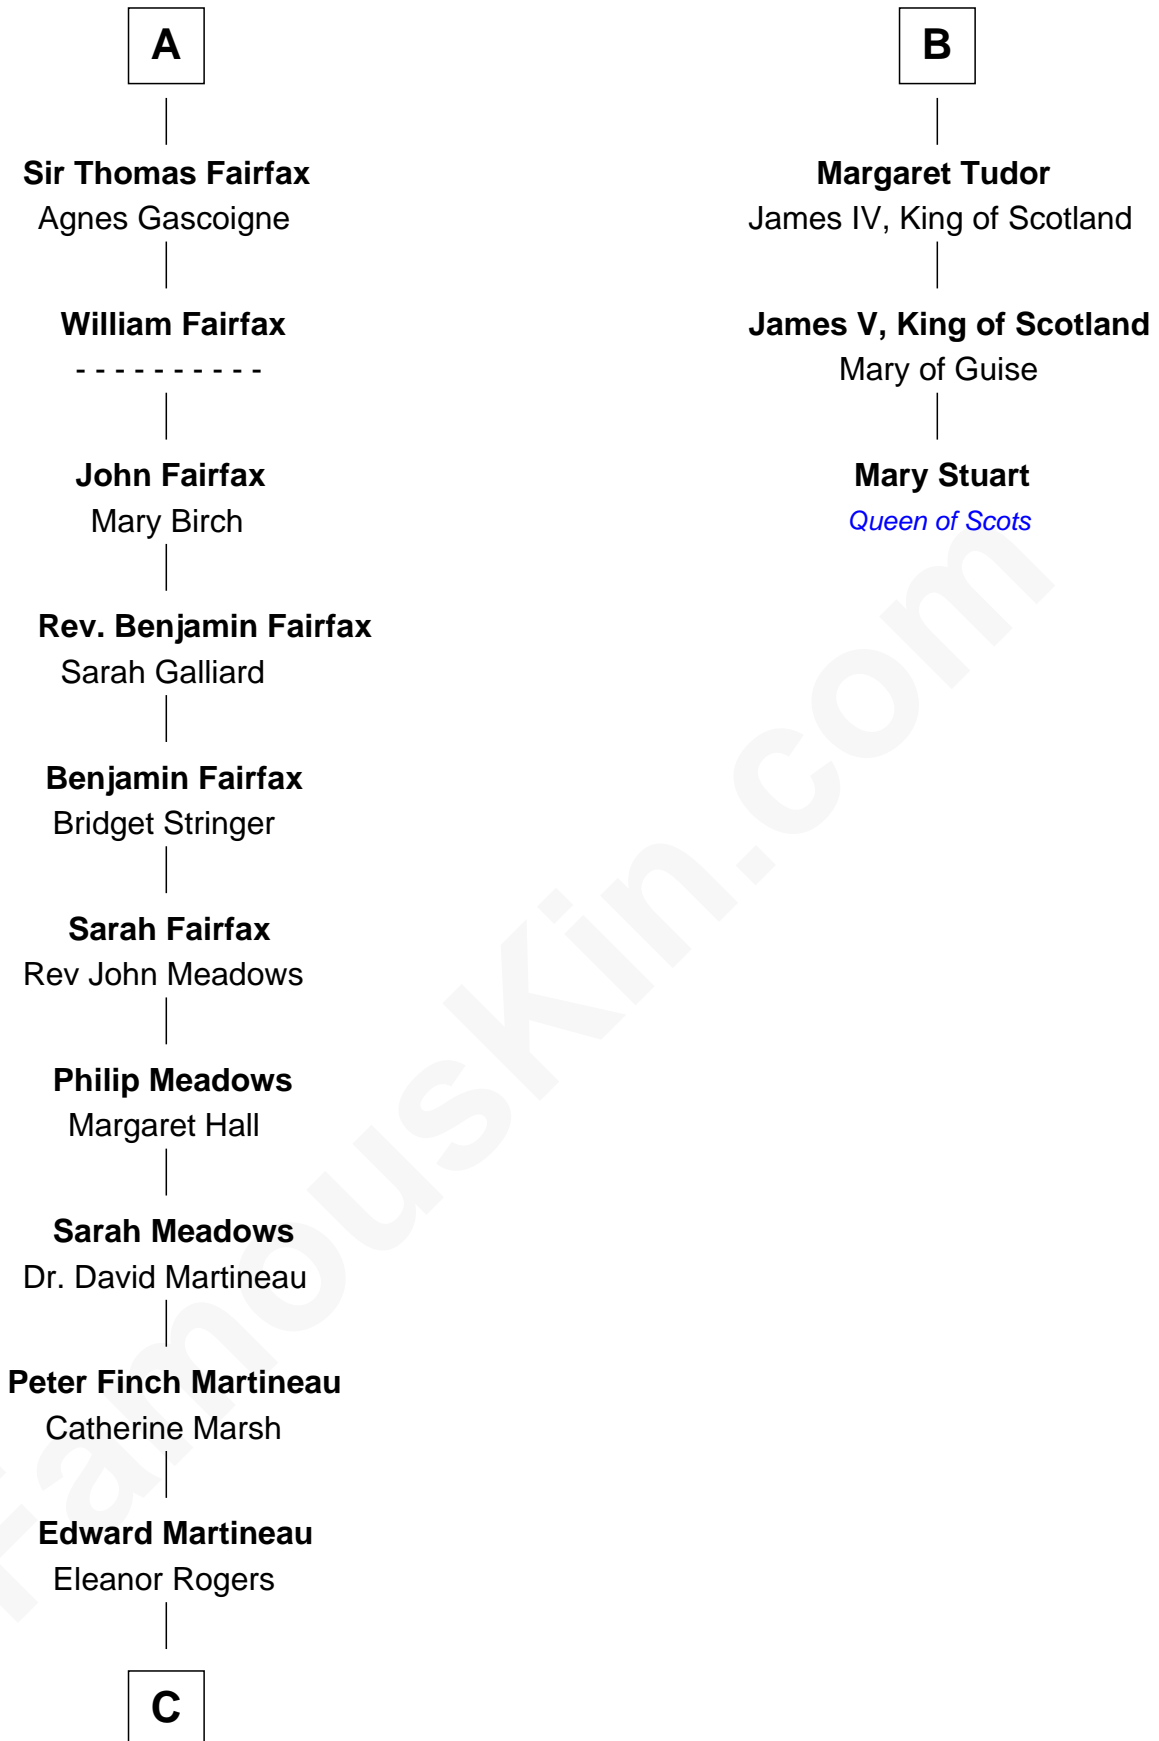 A
Sir Thomas Fairfax
Agnes Gascoigne
William Fairfax
- - - - - - - - - -
John Fairfax
Mary Birch
Rev. Benjamin Fairfax
Sarah Galliard
Benjamin Fairfax
Bridget Stringer
Sarah Fairfax
Rev John Meadows
Philip Meadows
Margaret Hall
Sarah Meadows
Dr. David Martineau
Peter Finch Martineau
Catherine Marsh
Edward Martineau
Eleanor Rogers
C
B
Margaret Tudor
James IV, King of Scotland
James V, King of Scotland
Mary of Guise
Mary Stuart
Queen of Scots
FamousKin.com